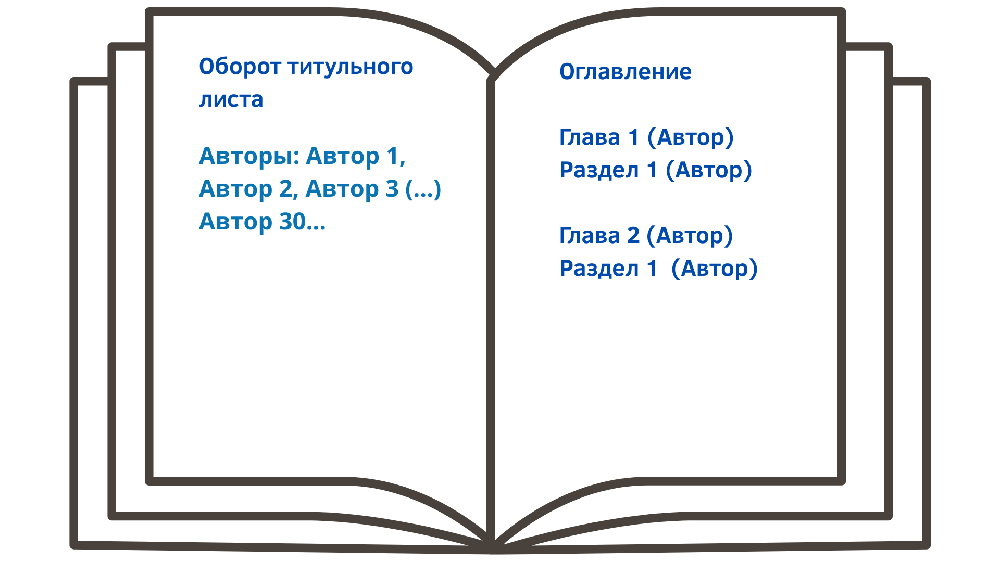 Оборот титульного
листа
Авторы: Автор 1,
Автор 2, Автор 3 (...)
Автор 30...
Оглавление
Глава 1 (Автор)
Раздел 1 (Автор)
Глава 2 (Автор)
Раздел 1 (Автор)